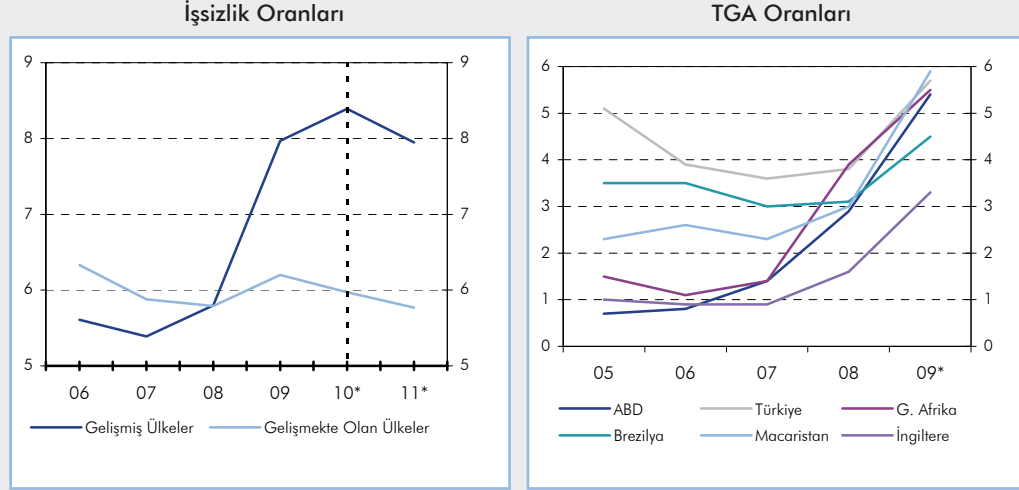 İşsizlik Oranları
9 9
8 8
7 7
6 6
5 5
06 07 08 09 10* 11*
Gelişmiş Ülkeler Gelişmekte Olan Ülkeler
TGA Oranları
6 6
5 5
4 4
3 3
2 2
1 1
0 0
05 06 07 08 09*
ABD Türkiye G. Afrika
Brezilya Macaristan İngiltere